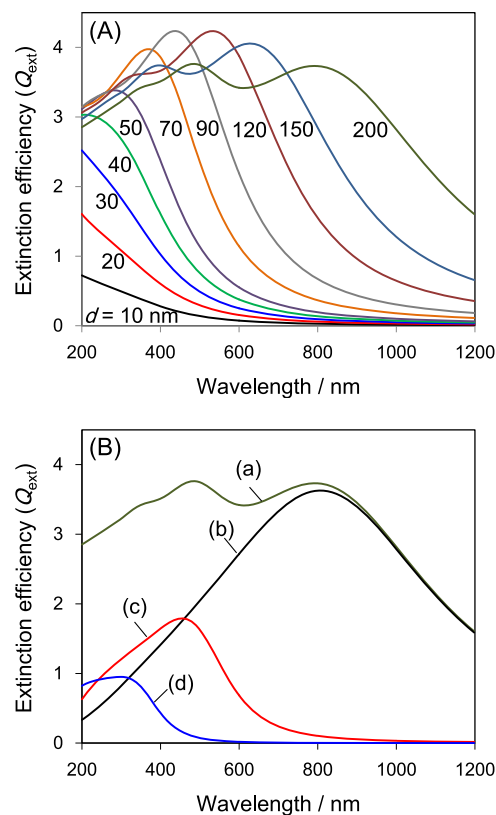 (A)
Extinction efficiency (Qext)
4
3
2
1
0
50 70 90 120 150 200
40
30
20
d = 10 nm
200 400 600 800 1000 1200
Wavelength / nm
(B)
Extinction efficiency (Qext)
4
3
2
1
0
(a)
(b)
(c)
(d)
200 400 600 800 1000 1200
Wavelength / nm